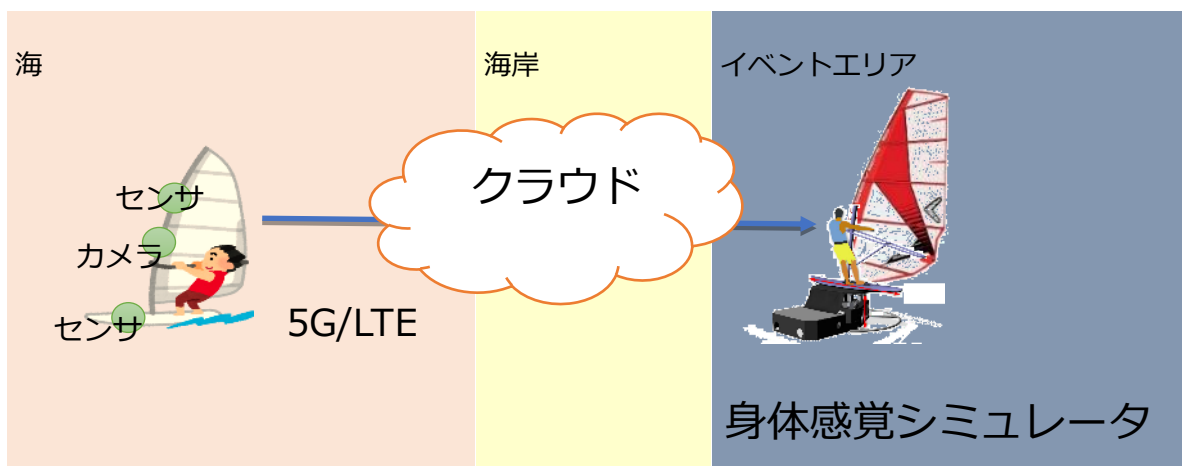 海
海岸
イベントエリア
クラウド
センサ
カメラ
センサ
5G/LTE
身体感覚シミュレータ